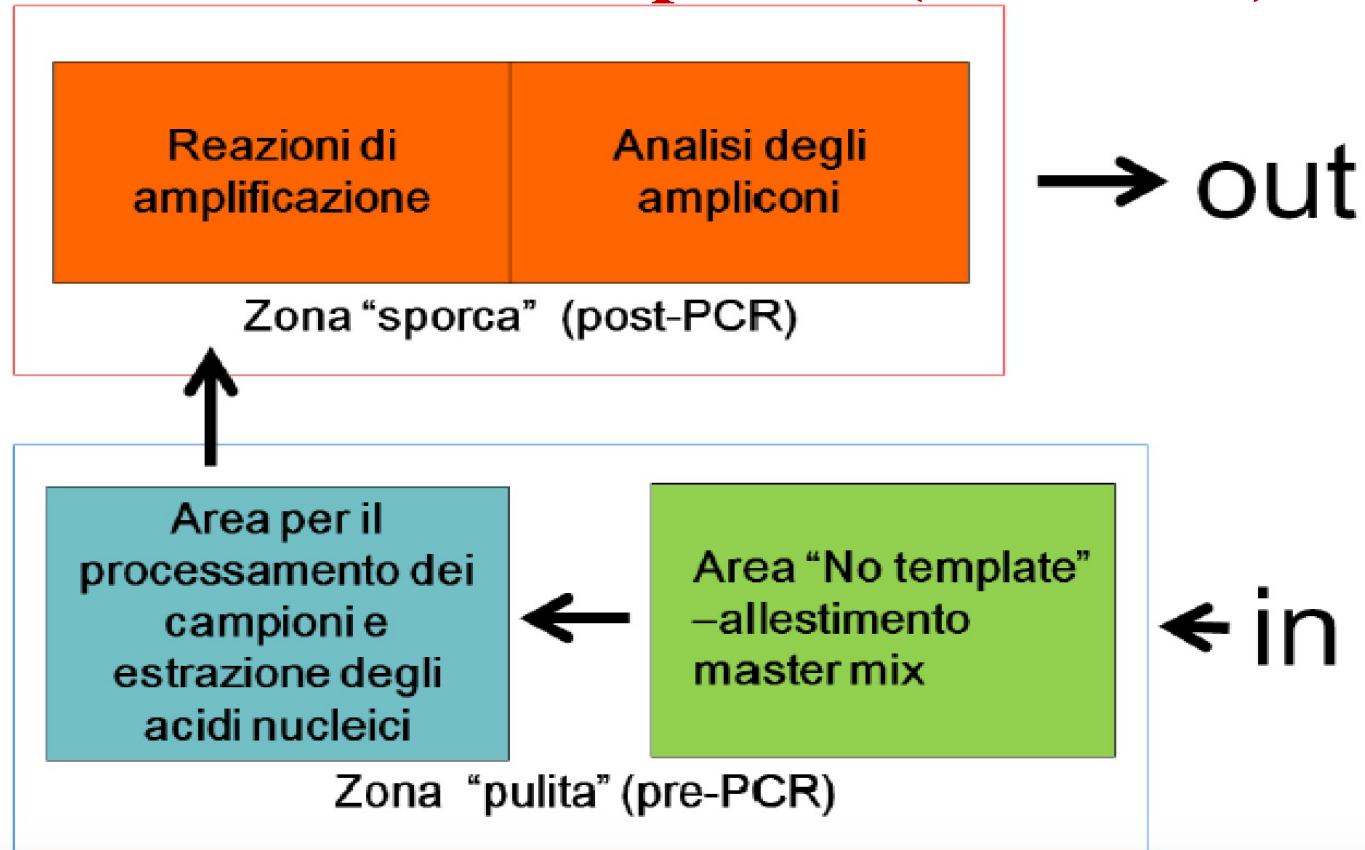 Reazioni di
amplificazione
Analisi degli
ampliconi
out
Zona “sporca” (post-PCR)
Area per il
processamento dei
campioni e
estrazione degli
acidi nucleici
Area “No template”
–allestimento
master mix
in
Zona “pulita” (pre-PCR)